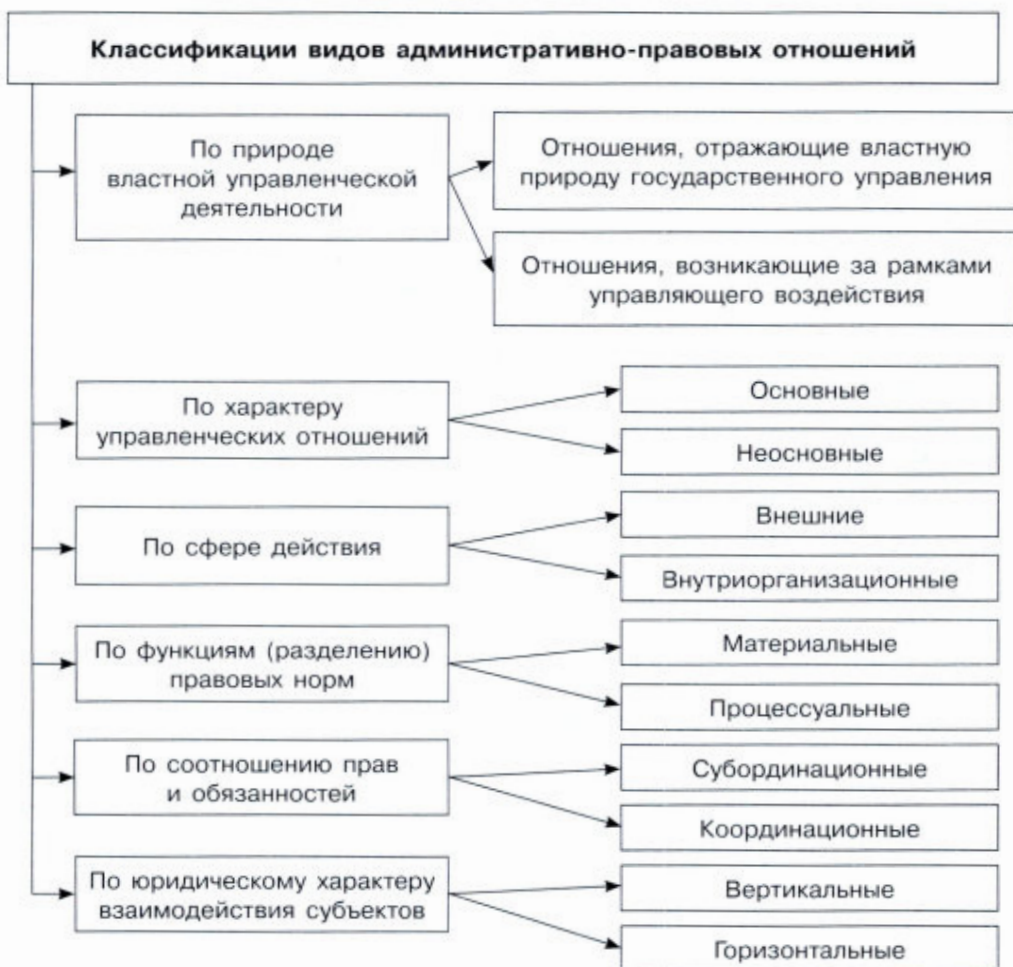 Классификации видов административно-правовых отношений
По природе
властной управленческой
деятельности
Отношения, отражающие властную
природу государственного управления
Отношения, возникающие за рамками
управляющего воздействия
По характеру
управленческих отношений
Основные
Неосновные
По сфере действия
Внешние
Внутриорганизационные
По функциям (разделению)
правовых норм
Материальные
Процессуальные
По соотношению прав
и обязанностей
Субординационные
Координационные
По юридическому характеру
взаимодействия субъектов
Вертикальные
Горизонтальные